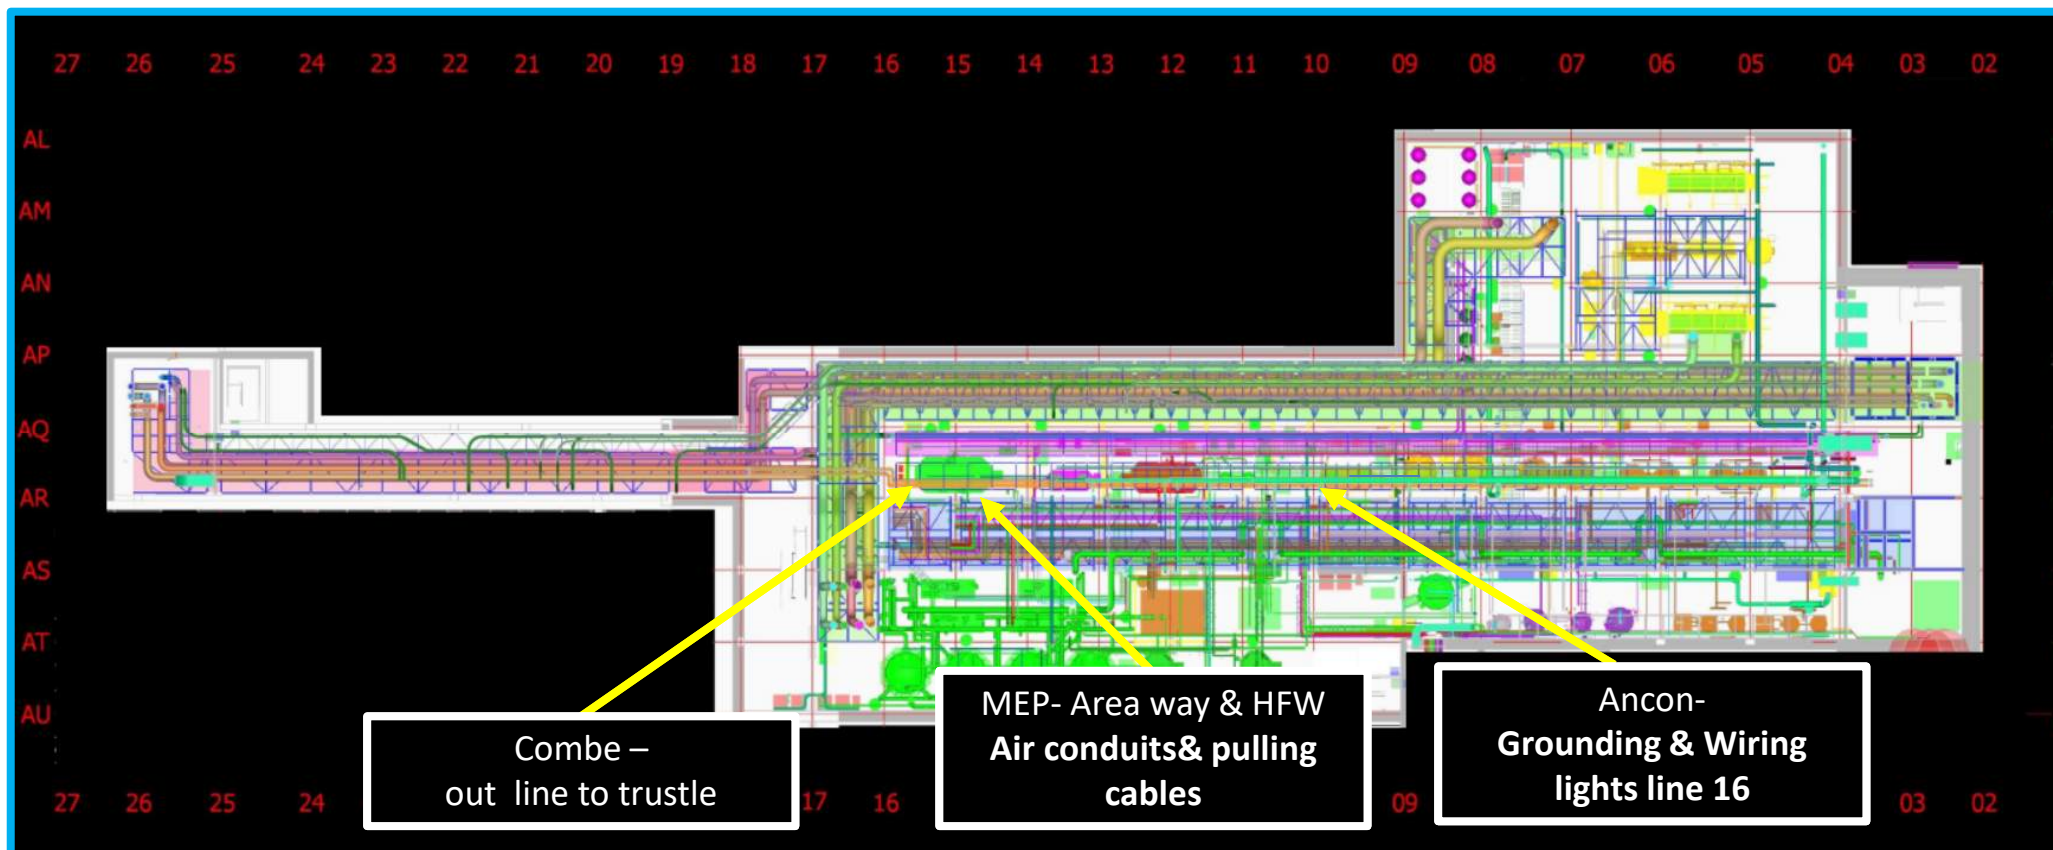 27 26 25 24 23 22 21 20 19 18 17 16 15 14 13 12 11 10 09 08 07 06 05 04 03 02
AL
AM
AN
AP
AQ
AR
AS
AT
AU
Combe –
out line to trustle
MEP- Area way & HFW
Air conduits& pulling
cables
Ancon-
Grounding & Wiring
lights line 16
27 26 25 24 17 16 09 03 02